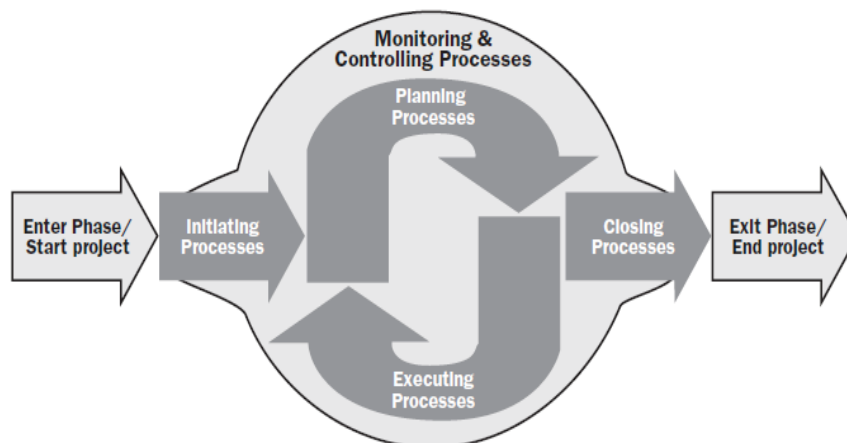 Monitoring &
Controlling Processes
Planning
Processes
Enter Phase/
Start project
Initiating
Processes
Closing
Processes
Exit Phase/
End project
Executing
Processes